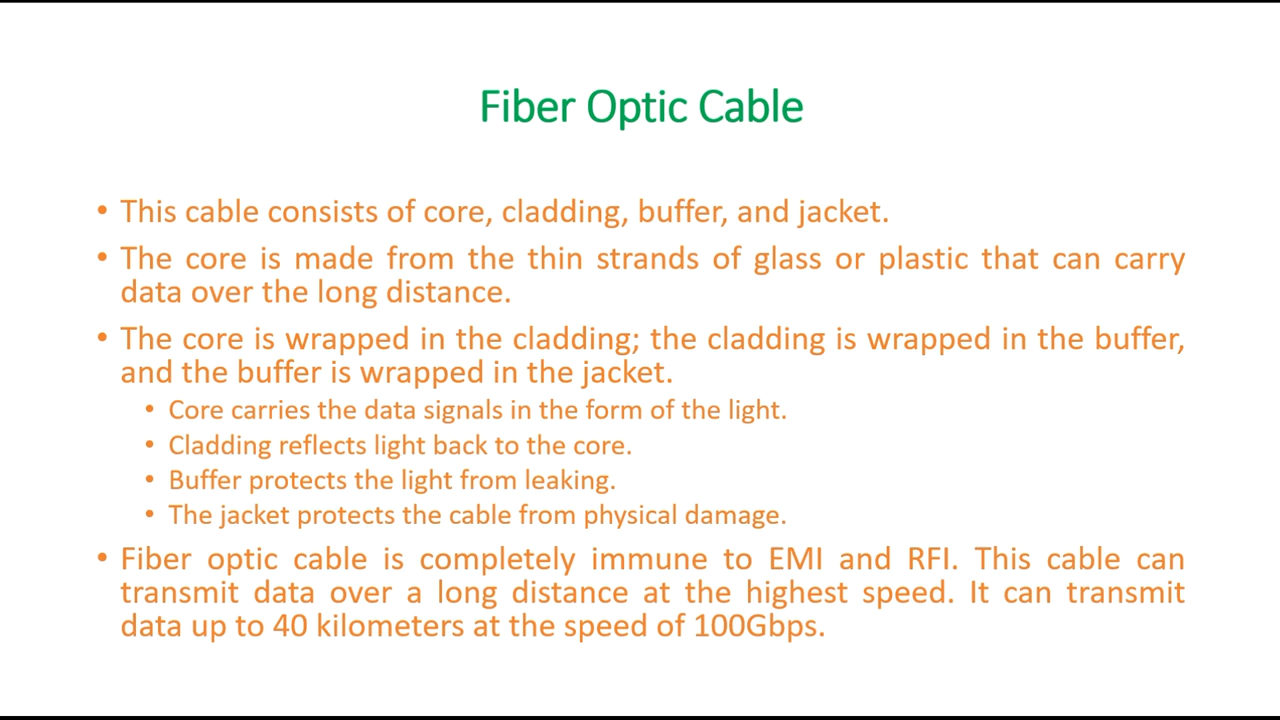 Fiber Optic Cable
• This cable consists of core, cladding, buffer, and jacket.
• The core is made from the thin strands of glass or plastic that can carry
data over the long distance.
• The core is wrapped in the cladding; the cladding is wrapped in the buffer,
and the buffer is wrapped in the jacket.
• Core carries the data signals in the form of the light.
• Cladding reflects light back to the core.
• Buffer protects the light from leaking.
• The jacket protects the cable from physical damage.
• Fiber optic cable is completely immune to EMI and RFI. This cable can
transmit data over a long distance at the highest speed. It can transmit
data up to 40 kilometers at the speed of 100Gbps.